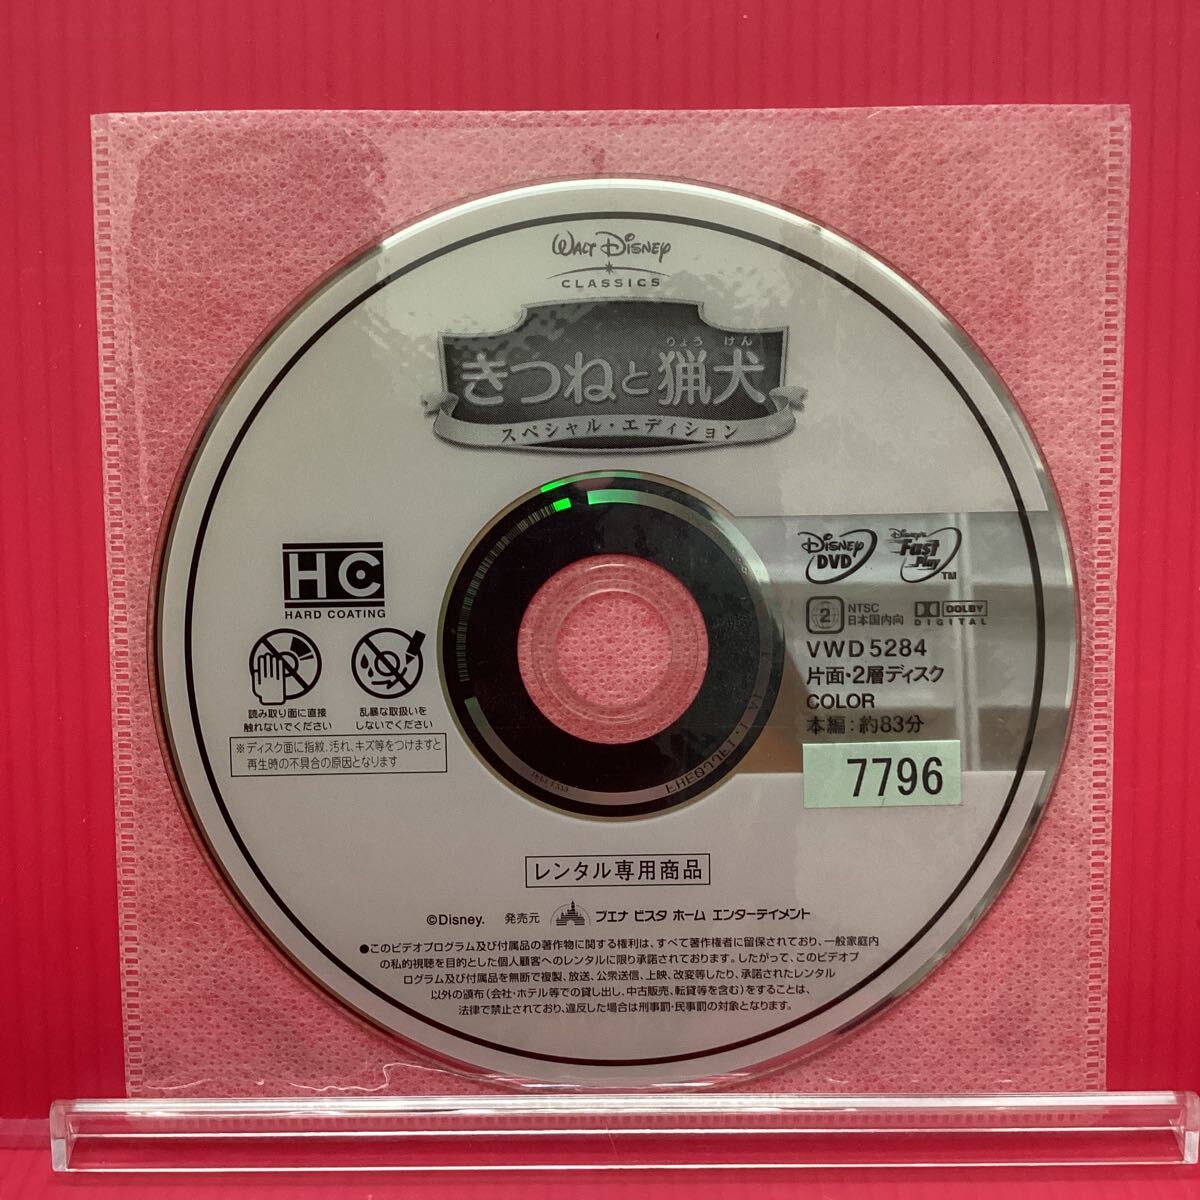 WALT DISNEY
CLASSICS
りょう けん
きつねと猟犬
スペシャル・エディション
HC
HARD COATING
読み取り面に直接
触れないでください
乱暴な取扱いを
しないでください
※ディスク面に指紋、汚れ、キズ等をつけますと
再生時の不具合の原因となります
DISNEY DVD
Disney's Fast Play TM
2 NTSC 日本国内向
DOLBY DIGITAL
VWD5284
片面・2層ディスク
COLOR
本編：約83分
7796
レンタル専用商品
©Disney. 発売元 ブエナ ビスタ ホーム エンターテイメント
●このビデオプログラム及び付属品の著作物に関する権利は、すべて著作権者に留保されており、一般家庭内
の私的視聴を目的とした個人顧客へのレンタルに限り承諾されております。したがって、このビデオプ
ログラム及び付属品を無断で複製、放送、公衆送信、上映、改変等したり、承諾されたレンタル
以外の頒布（会社・ホテル等での貸し出し、中古販売、転貸等を含む）をすることは、
法律で禁止されており、違反した場合は刑事罰・民事罰の対象となります。